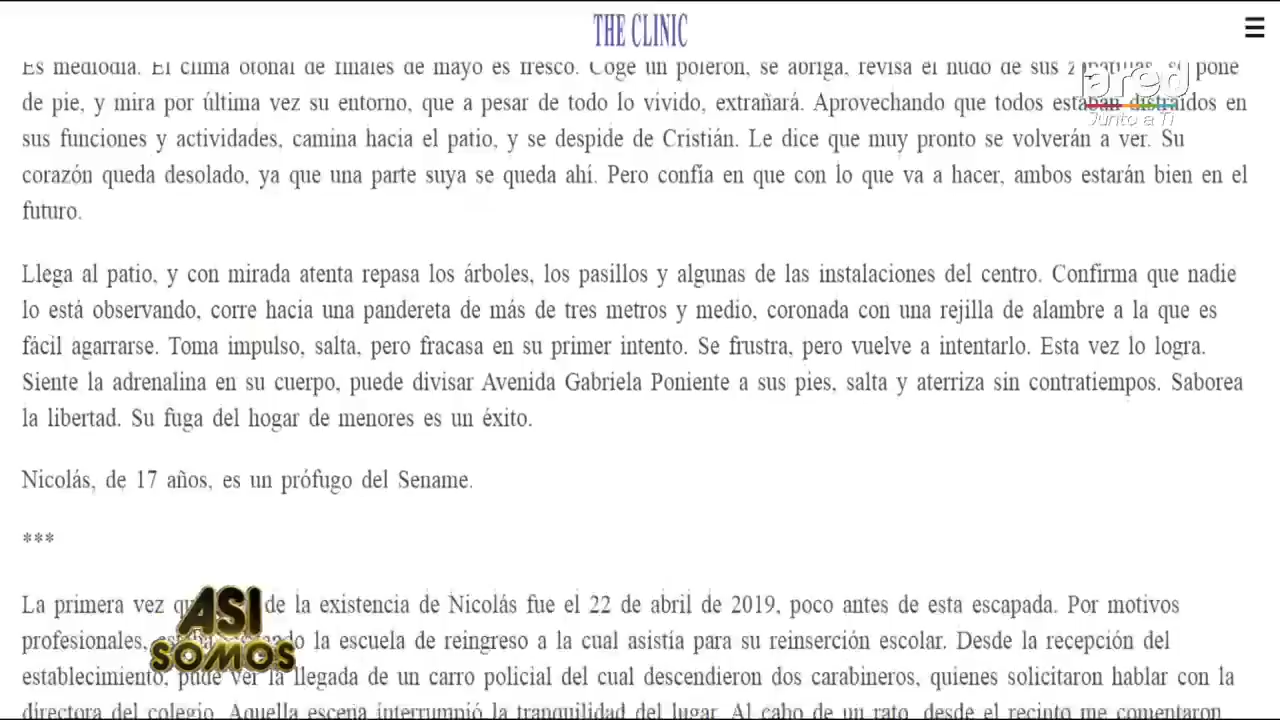 THE CLINIC
Es mediodía. El clima otoñal de finales de mayo es fresco. Coge un polerón, se abriga, revisa el nudo de sus zapatillas, se pone
lared
de pie, y mira por última vez su entorno, que a pesar de todo lo vivido, extrañará. Aprovechando que todos estaban distraídos en
Junto a Ti
sus funciones y actividades, camina hacia el patio, y se despide de Cristián. Le dice que muy pronto se volverán a ver. Su
corazón queda desolado, ya que una parte suya se queda ahí. Pero confía en que con lo que va a hacer, ambos estarán bien en el
futuro.
Llega al patio, y con mirada atenta repasa los árboles, los pasillos y algunas de las instalaciones del centro. Confirma que nadie
lo está observando, corre hacia una pandereta de más de tres metros y medio, coronada con una rejilla de alambre a la que es
fácil agarrarse. Toma impulso, salta, pero fracasa en su primer intento. Se frustra, pero vuelve a intentarlo. Esta vez lo logra.
Siente la adrenalina en su cuerpo, puede divisar Avenida Gabriela Poniente a sus pies, salta y aterriza sin contratiempos. Saborea
la libertad. Su fuga del hogar de menores es un éxito.
Nicolás, de 17 años, es un prófugo del Sename.
***
La primera vez de la existencia de Nicolás fue el 22 de abril de 2019, poco antes de esta escapada. Por motivos
profesionales, la escuela de reingreso a la cual asistía para su reinserción escolar. Desde la recepción del
ASI
SOMOS
establecimiento, pude ver la llegada de un carro policial del cual descendieron dos carabineros, quienes solicitaron hablar con la
directora del colegio. Aquella escena interrumpió la tranquilidad del lugar. Al cabo de un rato, desde el recinto me comentaron